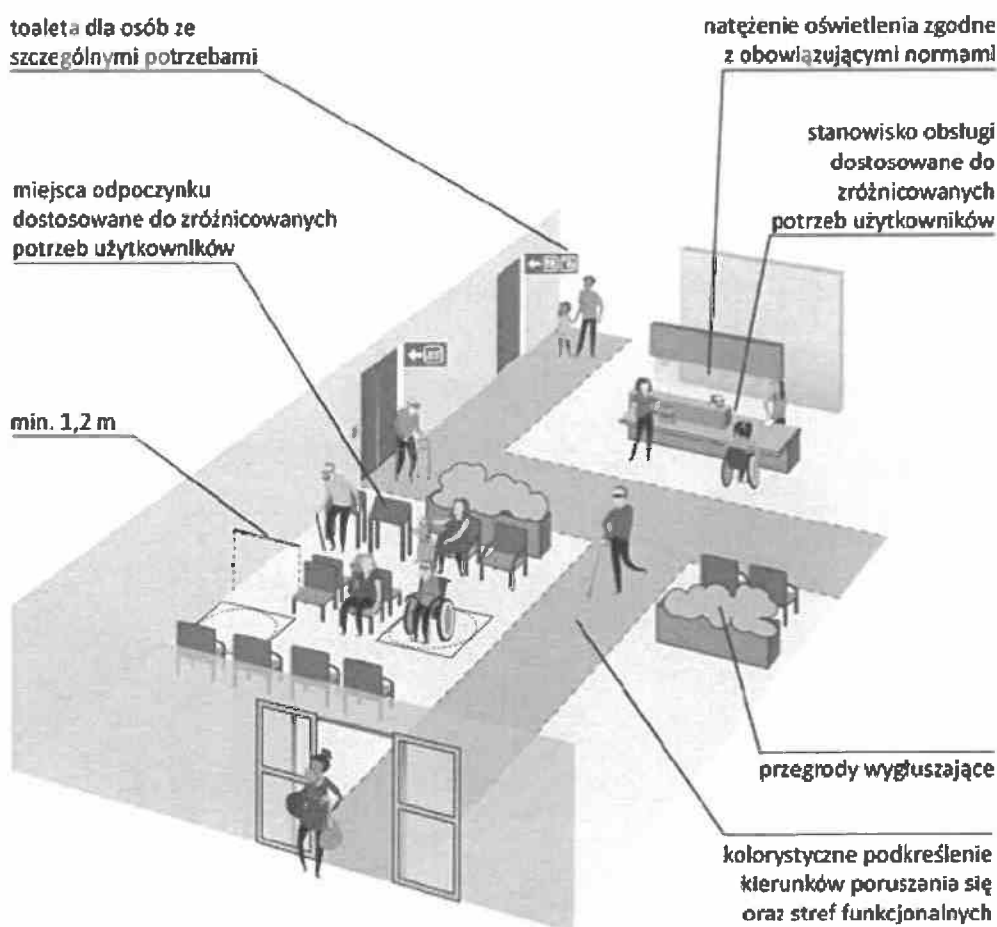 toaleta dla osób ze
szczególnymi potrzebami
natężenie oświetlenia zgodne
z obowiązującymi normami
stanowisko obsługi
dostosowane do
zróżnicowanych
potrzeb użytkowników
miejsca odpoczynku
dostosowane do zróżnicowanych
potrzeb użytkowników
min. 1,2 m
przegrody wygłuszające
kolorystyczne podkreślenie
kierunków poruszania się
oraz stref funkcjonalnych